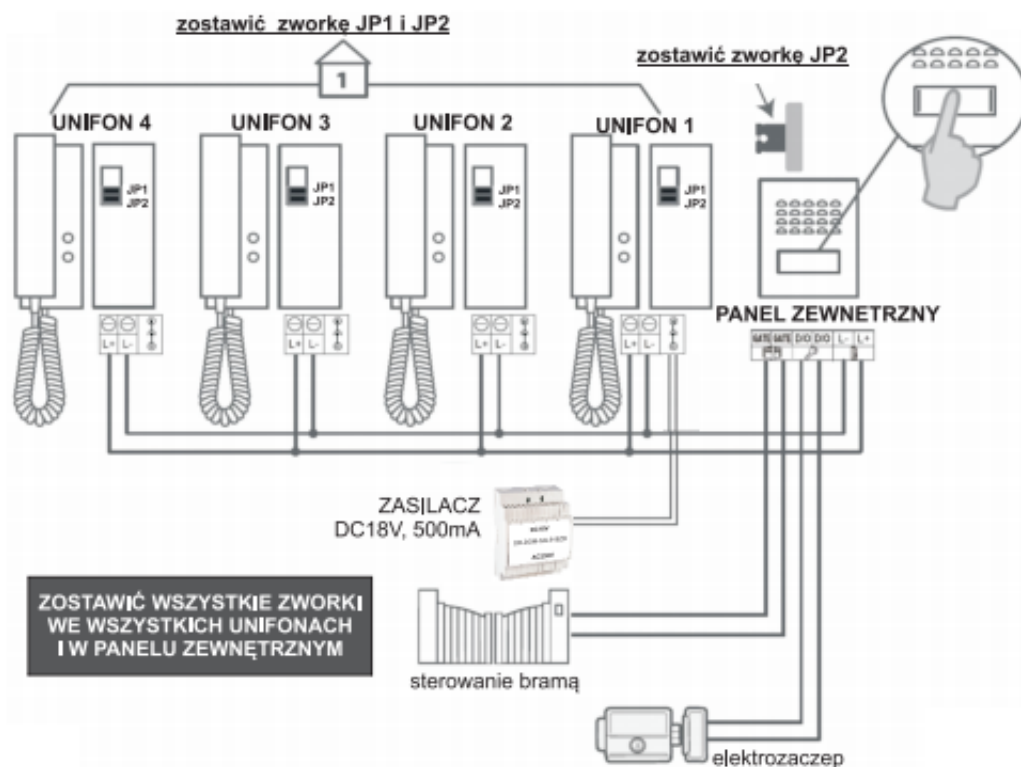 zostawić zworkę JP1 i JP2
zostawić zworkę JP2
1
UNIFON 4
UNIFON 3
UNIFON 2
UNIFON 1
JP1
JP2
JP1
JP2
JP1
JP2
JP1
JP2
PANEL ZEWNETRZNY
L+ L-
L+ L-
L+ L-
L+ L-
GATE GATE D/O D/O L- L+
ZASILACZ
DC18V, 500mA
ZOSTAWIĆ WSZYSTKIE ZWORKI
WE WSZYSTKICH UNIFONACH
I W PANELU ZEWNĘTRZNYM
sterowanie bramą
elektrozaczep